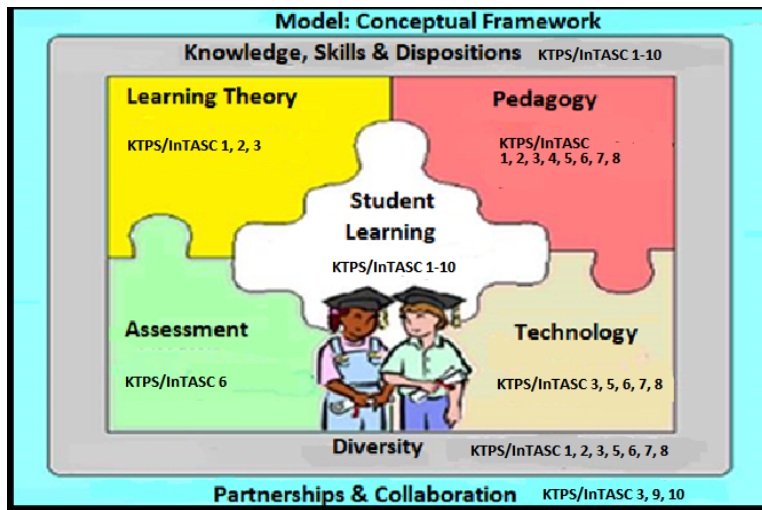 Model: Conceptual Framework
Knowledge, Skills & Dispositions KTPS/InTASC 1-10
Learning Theory
KTPS/InTASC 1, 2, 3
Pedagogy
KTPS/InTASC
1, 2, 3, 4, 5, 6, 7, 8
Student
Learning
KTPS/InTASC 1-10
Assessment
KTPS/InTASC 6
Technology
KTPS/InTASC 3, 5, 6, 7, 8
Diversity KTPS/InTASC 1, 2, 3, 5, 6, 7, 8
Partnerships & Collaboration KTPS/InTASC 3, 9, 10